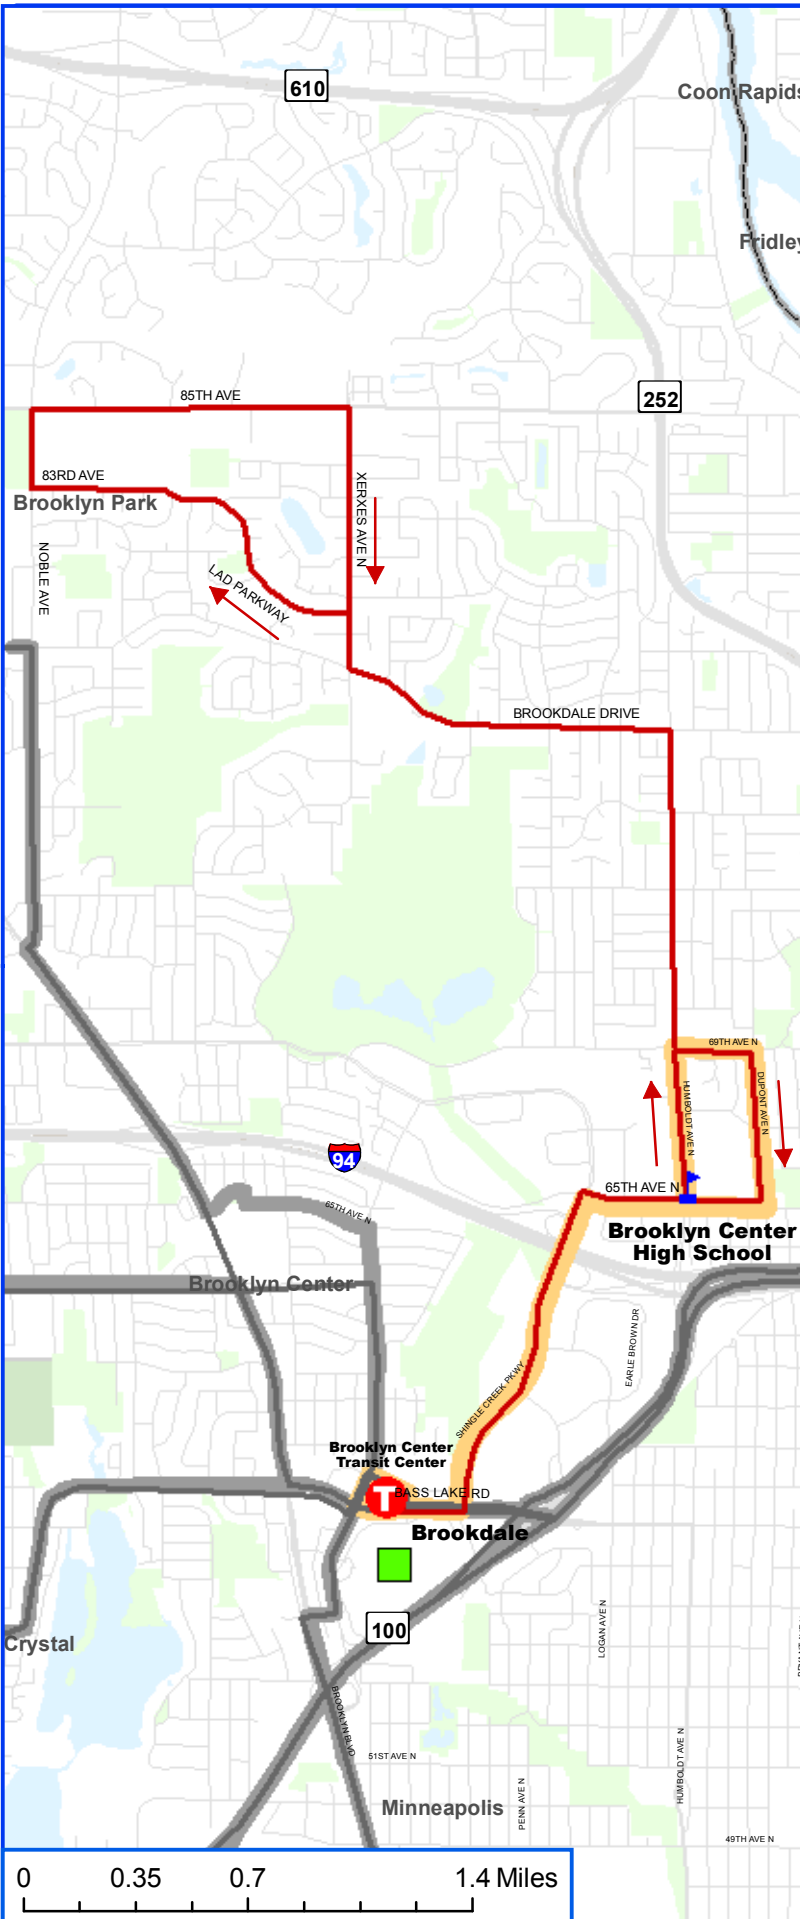 610
Coon Rapids
Fridley
85TH AVE
252
83RD AVE
Brooklyn Park
XERXES AVE N
NOBLE AVE
LAD PARKWAY
BROOKDALE DRIVE
69TH AVE N
HUMBOLDT AVE N
DUPONT AVE N
94
65TH AVE N
65TH AVE N
Brooklyn Center
High School
Brooklyn Center
EARLE BROWN DR
SHINGLE CREEK PKWY
Brooklyn Center
Transit Center
T
BASS LAKE RD
Brookdale
100
LOGAN AVE N
Crystal
BROOKLYN BLVD
51ST AVE N
HUMBOLDT AVE N
PENN AVE N
Minneapolis
49TH AVE N
0 0.35 0.7 1.4 Miles